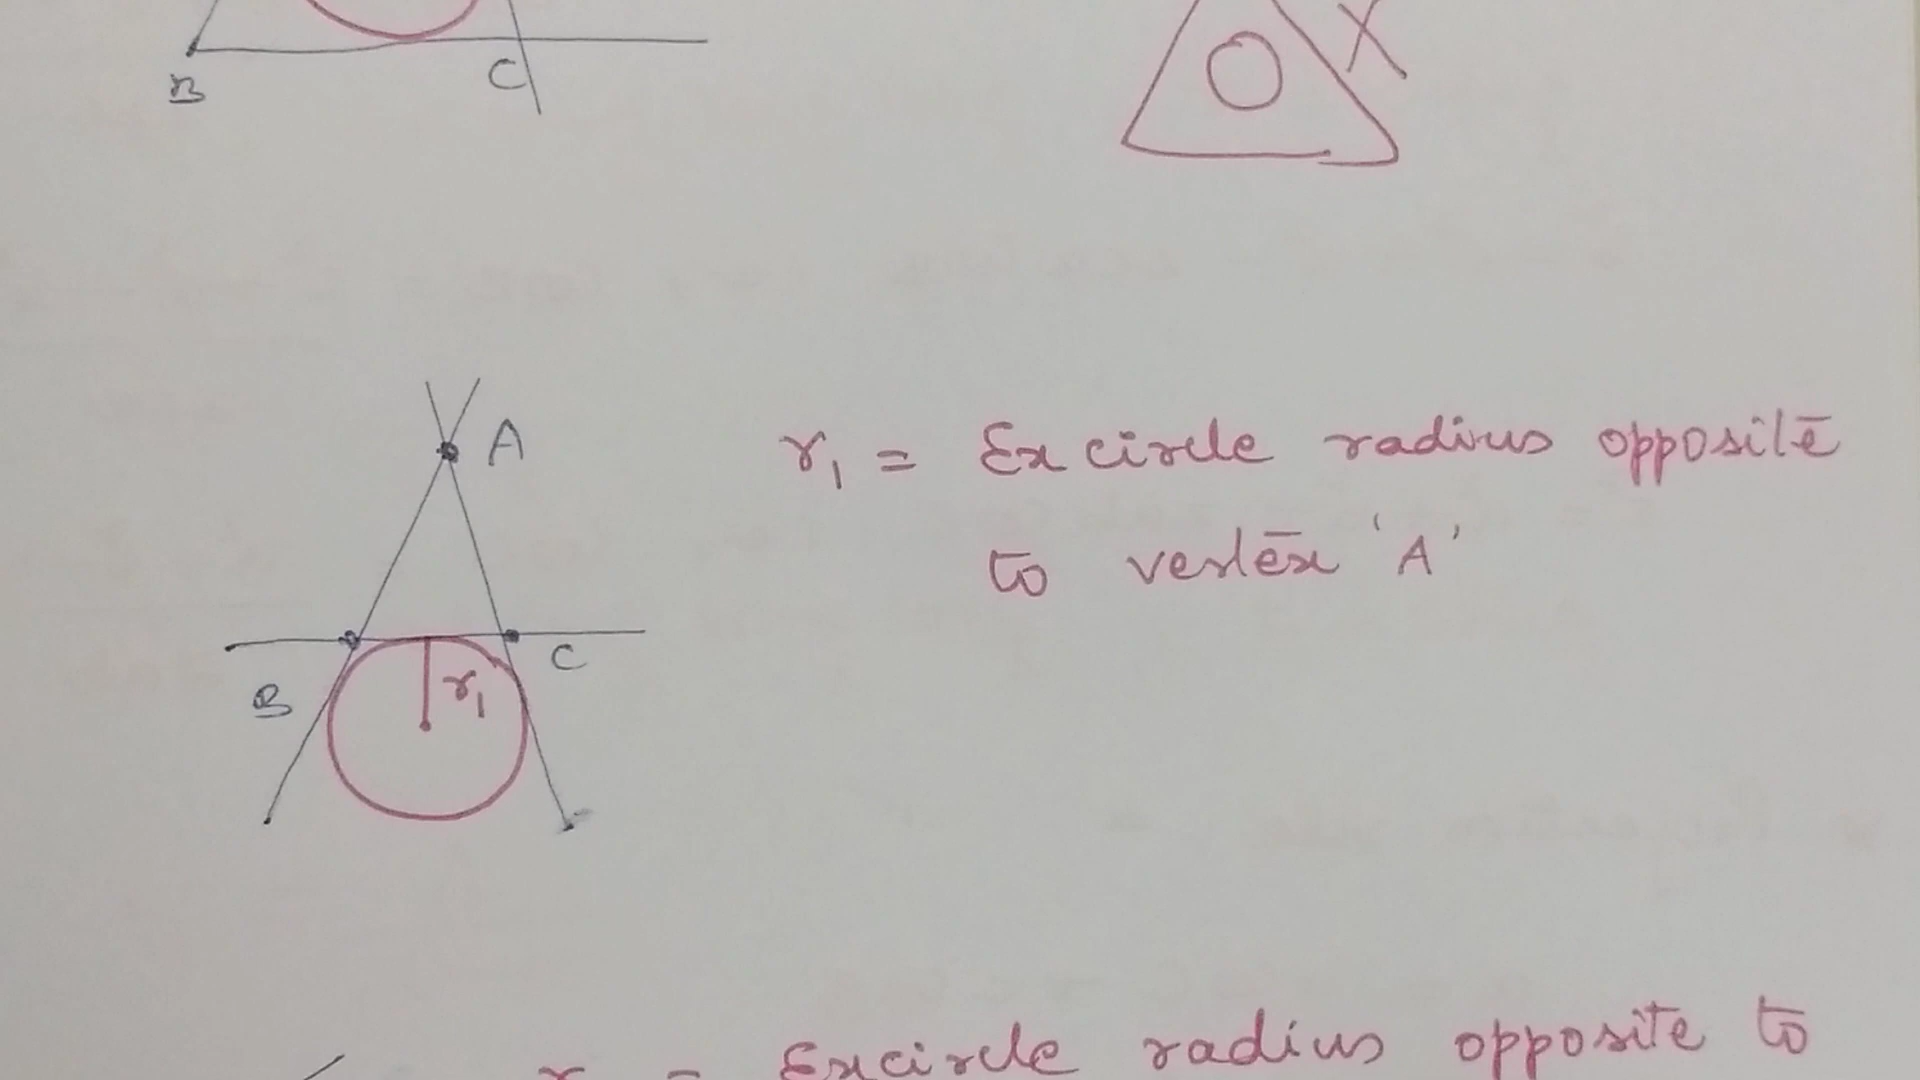 B C
A
r₁ = Excircle radius opposite
to vertex 'A'
B r₁ C
r = Excircle radius opposite to